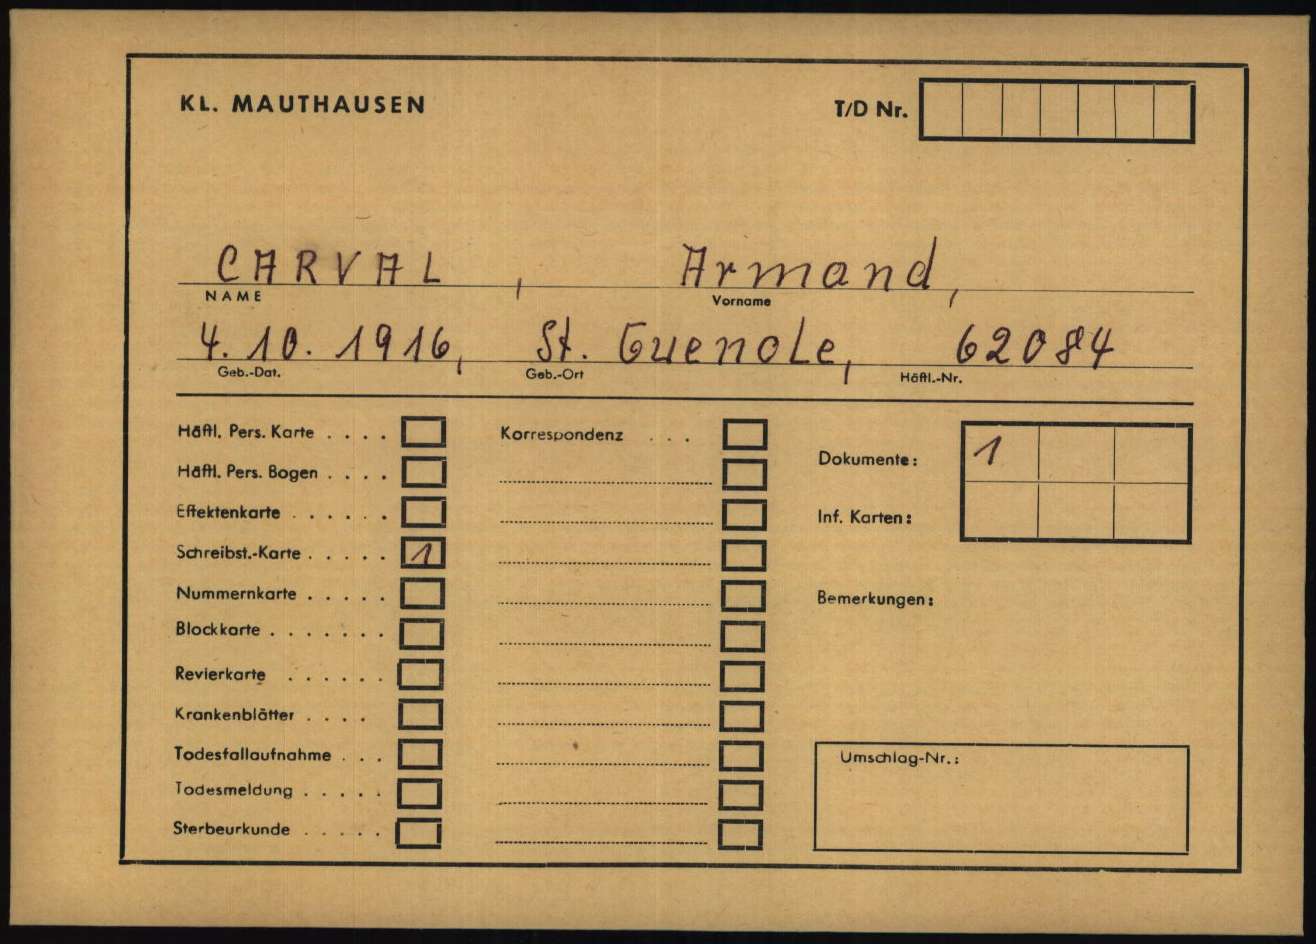 KL. MAUTHAUSEN T/D Nr.
CARVAL, Armand,
NAME Vorname
4.10.1916, St. Guenole, 62084
Geb.-Dat. Geb.-Ort Häftl.-Nr.
Häftl. Pers. Karte . . . .
Häftl. Pers. Bogen . . . .
Effektenkarte . . . . . .
Schreibst.-Karte . . . . . 1
Nummernkarte . . . . .
Blockkarte . . . . . . .
Revierkarte . . . . . .
Krankenblätter . . . .
Todesfallaufnahme . . .
Todesmeldung . . . . .
Sterbeurkunde . . . . .
Korrespondenz . . .
Dokumente: 1
Inf. Karten:
Bemerkungen:
Umschlag-Nr.: